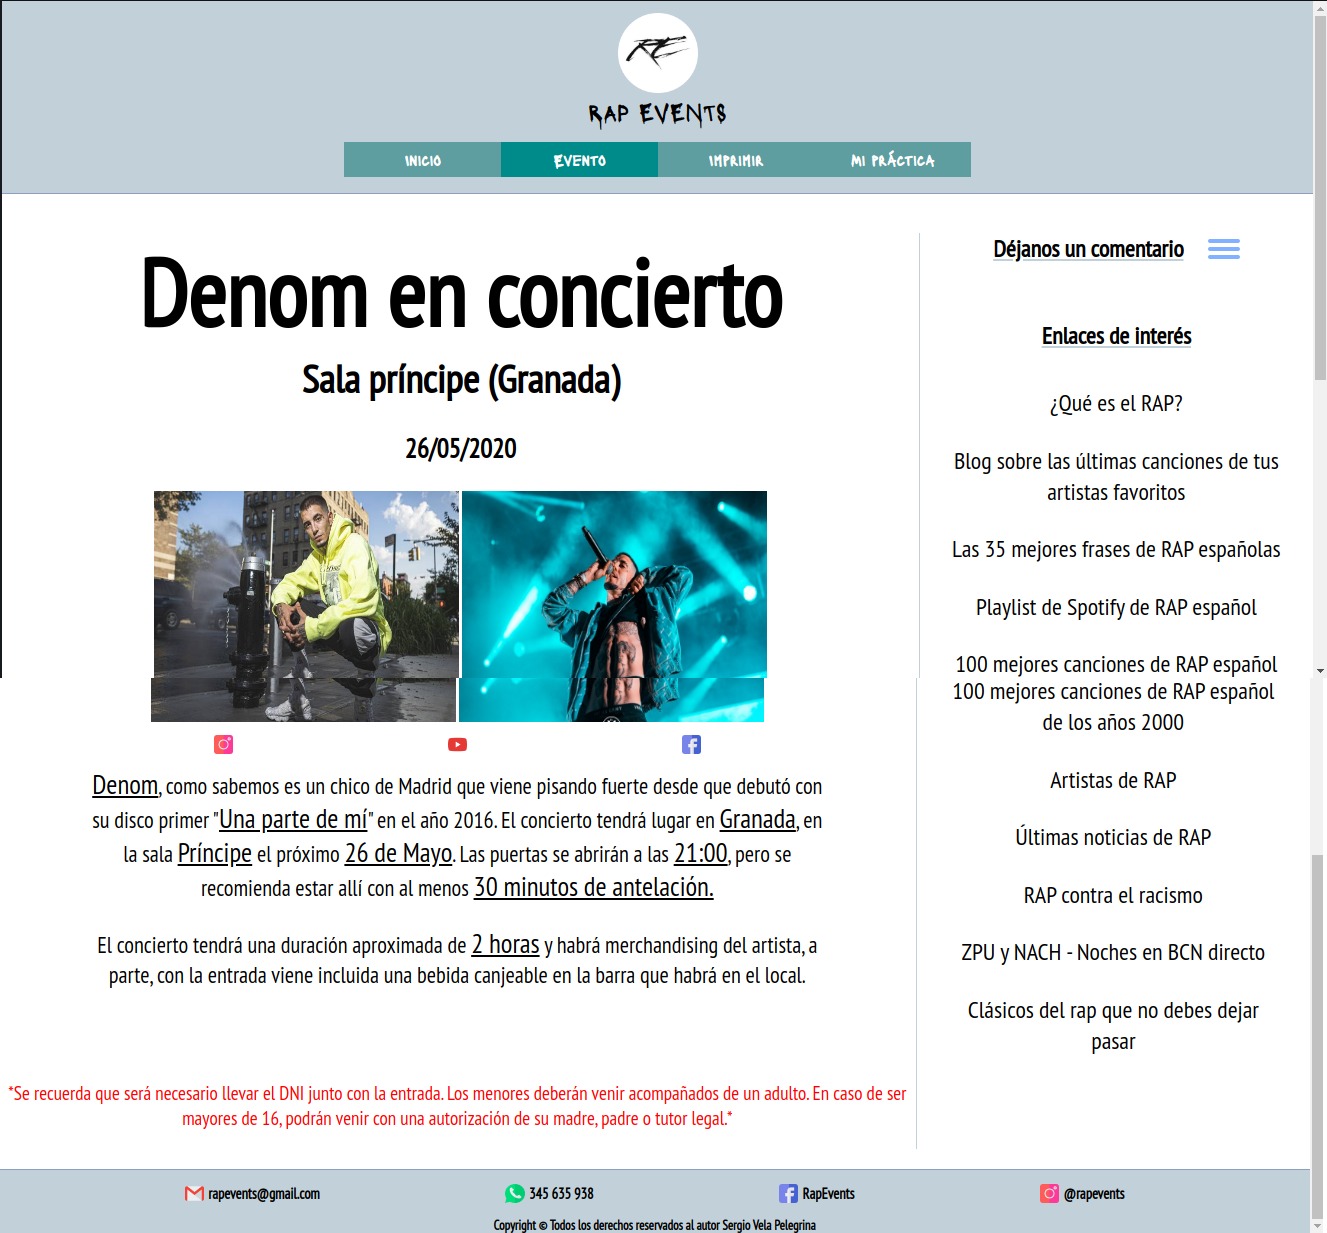 RE
RAP EVENTS
INICIO
EVENTO
IMPRIMIR
MI PRÁCTICA
Denom en concierto
Sala príncipe (Granada)
26/05/2020
Denom, como sabemos es un chico de Madrid que viene pisando fuerte desde que debutó con
su disco primer "Una parte de mí" en el año 2016. El concierto tendrá lugar en Granada, en
la sala Príncipe el próximo 26 de Mayo. Las puertas se abrirán a las 21:00, pero se
recomienda estar allí con al menos 30 minutos de antelación.
El concierto tendrá una duración aproximada de 2 horas y habrá merchandising del artista, a
parte, con la entrada viene incluida una bebida canjeable en la barra que habrá en el local.
*Se recuerda que será necesario llevar el DNI junto con la entrada. Los menores deberán venir acompañados de un adulto. En caso de ser
mayores de 16, podrán venir con una autorización de su madre, padre o tutor legal.*
Déjanos un comentario
Enlaces de interés
¿Qué es el RAP?
Blog sobre las últimas canciones de tus
artistas favoritos
Las 35 mejores frases de RAP españolas
Playlist de Spotify de RAP español
100 mejores canciones de RAP español
100 mejores canciones de RAP español
de los años 2000
Artistas de RAP
Últimas noticias de RAP
RAP contra el racismo
ZPU y NACH - Noches en BCN directo
Clásicos del rap que no debes dejar
pasar
rapevents@gmail.com
345 635 938
RapEvents
@rapevents
Copyright © Todos los derechos reservados al autor Sergio Vela Pelegrina